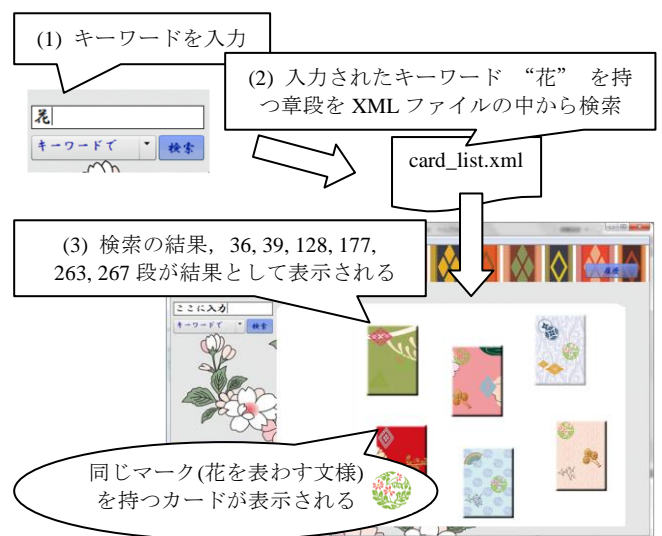 (1) キーワードを入力
(2) 入力されたキーワード “花” を持
つ章段を XML ファイルの中から検索
花
キーワードで
検索
card_list.xml
(3) 検索の結果，36, 39, 128, 177,
263, 267 段が結果として表示される
履歴
ここに入力
キーワードで
検索
同じマーク(花を表わす文様)
を持つカードが表示される